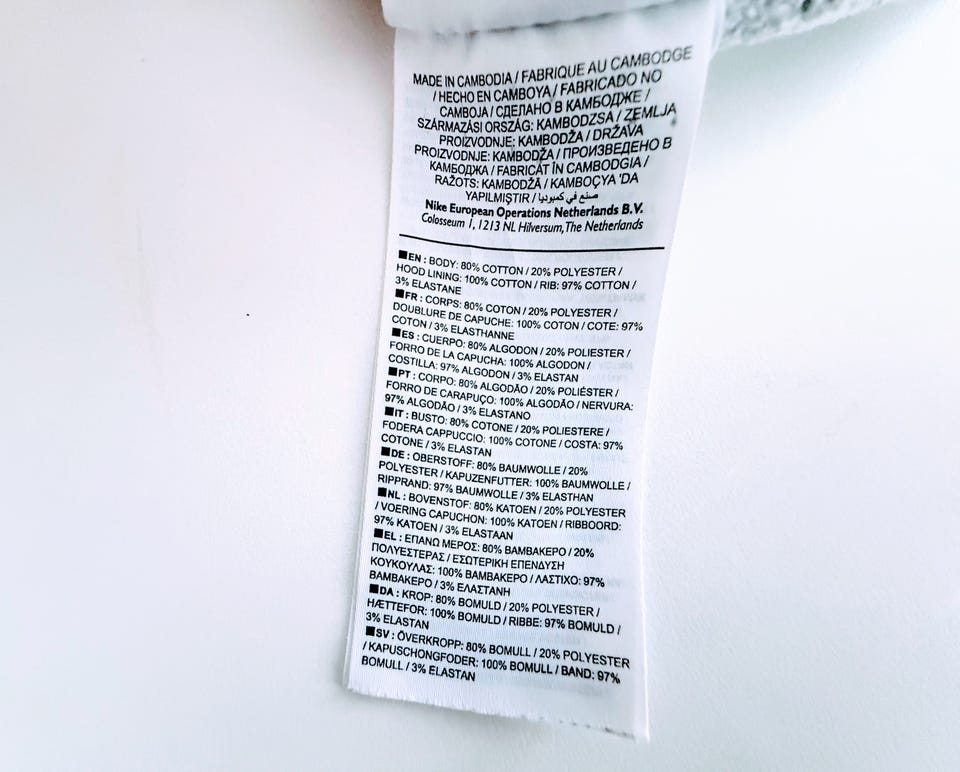 MADE IN CAMBODIA / FABRIQUE AU CAMBODGE
/ HECHO EN CAMBOYA / FABRICADO NO
CAMBOJA / СДЕЛАНО В КАМБОДЖЕ /
SZÁRMAZÁSI ORSZÁG: KAMBODZSA / ZEMLJA
PROIZVODNJE: KAMBODŽA / DRŽAVA
PROIZVODNJE: KAMBODŽA / ПРОИЗВЕДЕНО В
КАМБОДЖА / FABRICAT ÎN CAMBODGIA /
RAŽOTS: KAMBODŽĀ / KAMBOÇYA 'DA
YAPILMIŞTIR / صنع في كمبوديا
Nike European Operations Netherlands B.V.
Colosseum 1, 1213 NL Hilversum, The Netherlands
■EN : BODY: 80% COTTON / 20% POLYESTER /
HOOD LINING: 100% COTTON / RIB: 97% COTTON /
3% ELASTANE
■FR : CORPS: 80% COTON / 20% POLYESTER /
DOUBLURE DE CAPUCHE: 100% COTON / COTE: 97%
COTON / 3% ELASTHANNE
■ES : CUERPO: 80% ALGODON / 20% POLIESTER /
FORRO DE LA CAPUCHA: 100% ALGODON /
COSTILLA: 97% ALGODON / 3% ELASTAN
■PT : CORPO: 80% ALGODÃO / 20% POLIÉSTER /
FORRO DE CARAPUÇO: 100% ALGODÃO / NERVURA:
97% ALGODÃO / 3% ELASTANO
■IT : BUSTO: 80% COTONE / 20% POLIESTERE /
FODERA CAPPUCCIO: 100% COTONE / COSTA: 97%
COTONE / 3% ELASTAN
■DE : OBERSTOFF: 80% BAUMWOLLE / 20%
POLYESTER / KAPUZENFUTTER: 100% BAUMWOLLE /
RIPPRAND: 97% BAUMWOLLE / 3% ELASTHAN
■NL : BOVENSTOF: 80% KATOEN / 20% POLYESTER
/ VOERING CAPUCHON: 100% KATOEN / RIBBOORD:
97% KATOEN / 3% ELASTAAN
■EL : ΕΠΑΝΩ ΜΕΡΟΣ: 80% ΒΑΜΒΑΚΕΡΟ / 20%
ΠΟΛΥΕΣΤΕΡΑΣ / ΕΣΩΤΕΡΙΚΗ ΕΠΕΝΔΥΣΗ
ΚΟΥΚΟΥΛΑΣ: 100% ΒΑΜΒΑΚΕΡΟ / ΛΑΣΤΙΧΟ: 97%
ΒΑΜΒΑΚΕΡΟ / 3% ΕΛΑΣΤΑΝΗ
■DA : KROP: 80% BOMULD / 20% POLYESTER /
HÆTTEFOR: 100% BOMULD / RIBBE: 97% BOMULD /
3% ELASTAN
■SV : ÖVERKROPP: 80% BOMULL / 20% POLYESTER
/ KAPUSCHONGFODER: 100% BOMULL / BAND: 97%
BOMULL / 3% ELASTAN